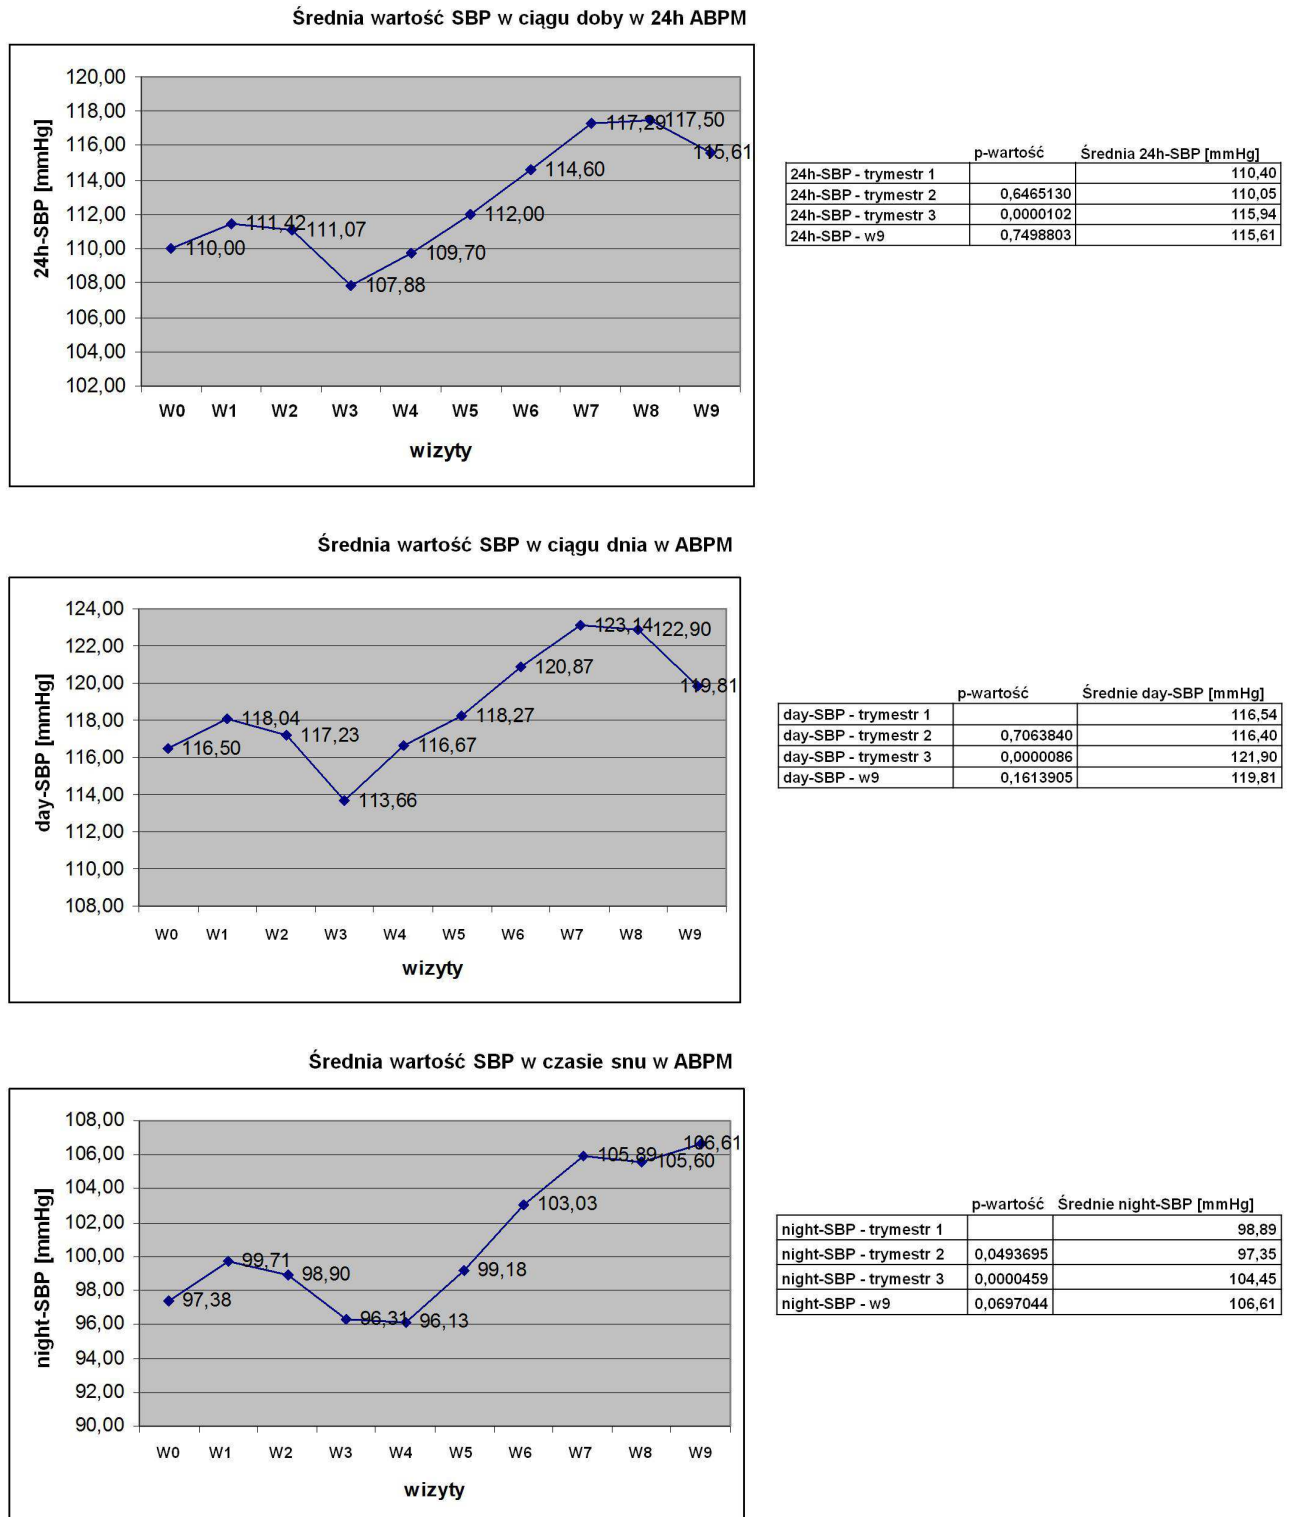 Średnia wartość SBP w ciągu doby w 24h ABPM
24h-SBP [mmHg]
120,00
118,00
116,00
114,00
112,00
110,00
108,00
106,00
104,00
102,00
110,00
111,42
111,07
107,88
109,70
112,00
114,60
117,29
117,50
115,61
W0 W1 W2 W3 W4 W5 W6 W7 W8 W9
wizyty
p-wartość Średnia 24h-SBP [mmHg]
24h-SBP - trymestr 1 110,40
24h-SBP - trymestr 2 0,6465130 110,05
24h-SBP - trymestr 3 0,0000102 115,94
24h-SBP - w9 0,7498803 115,61
Średnia wartość SBP w ciągu dnia w ABPM
day-SBP [mmHg]
124,00
122,00
120,00
118,00
116,00
114,00
112,00
110,00
108,00
116,50
118,04
117,23
113,66
116,67
118,27
120,87
123,14
122,90
119,81
W0 W1 W2 W3 W4 W5 W6 W7 W8 W9
wizyty
p-wartość Średnie day-SBP [mmHg]
day-SBP - trymestr 1 116,54
day-SBP - trymestr 2 0,7063840 116,40
day-SBP - trymestr 3 0,0000086 121,90
day-SBP - w9 0,1613905 119,81
Średnia wartość SBP w czasie snu w ABPM
night-SBP [mmHg]
108,00
106,00
104,00
102,00
100,00
98,00
96,00
94,00
92,00
90,00
97,38
99,71
98,90
96,31
96,13
99,18
103,03
105,89
105,60
106,61
W0 W1 W2 W3 W4 W5 W6 W7 W8 W9
wizyty
p-wartość Średnie night-SBP [mmHg]
night-SBP - trymestr 1 98,89
night-SBP - trymestr 2 0,0493695 97,35
night-SBP - trymestr 3 0,0000459 104,45
night-SBP - w9 0,0697044 106,61